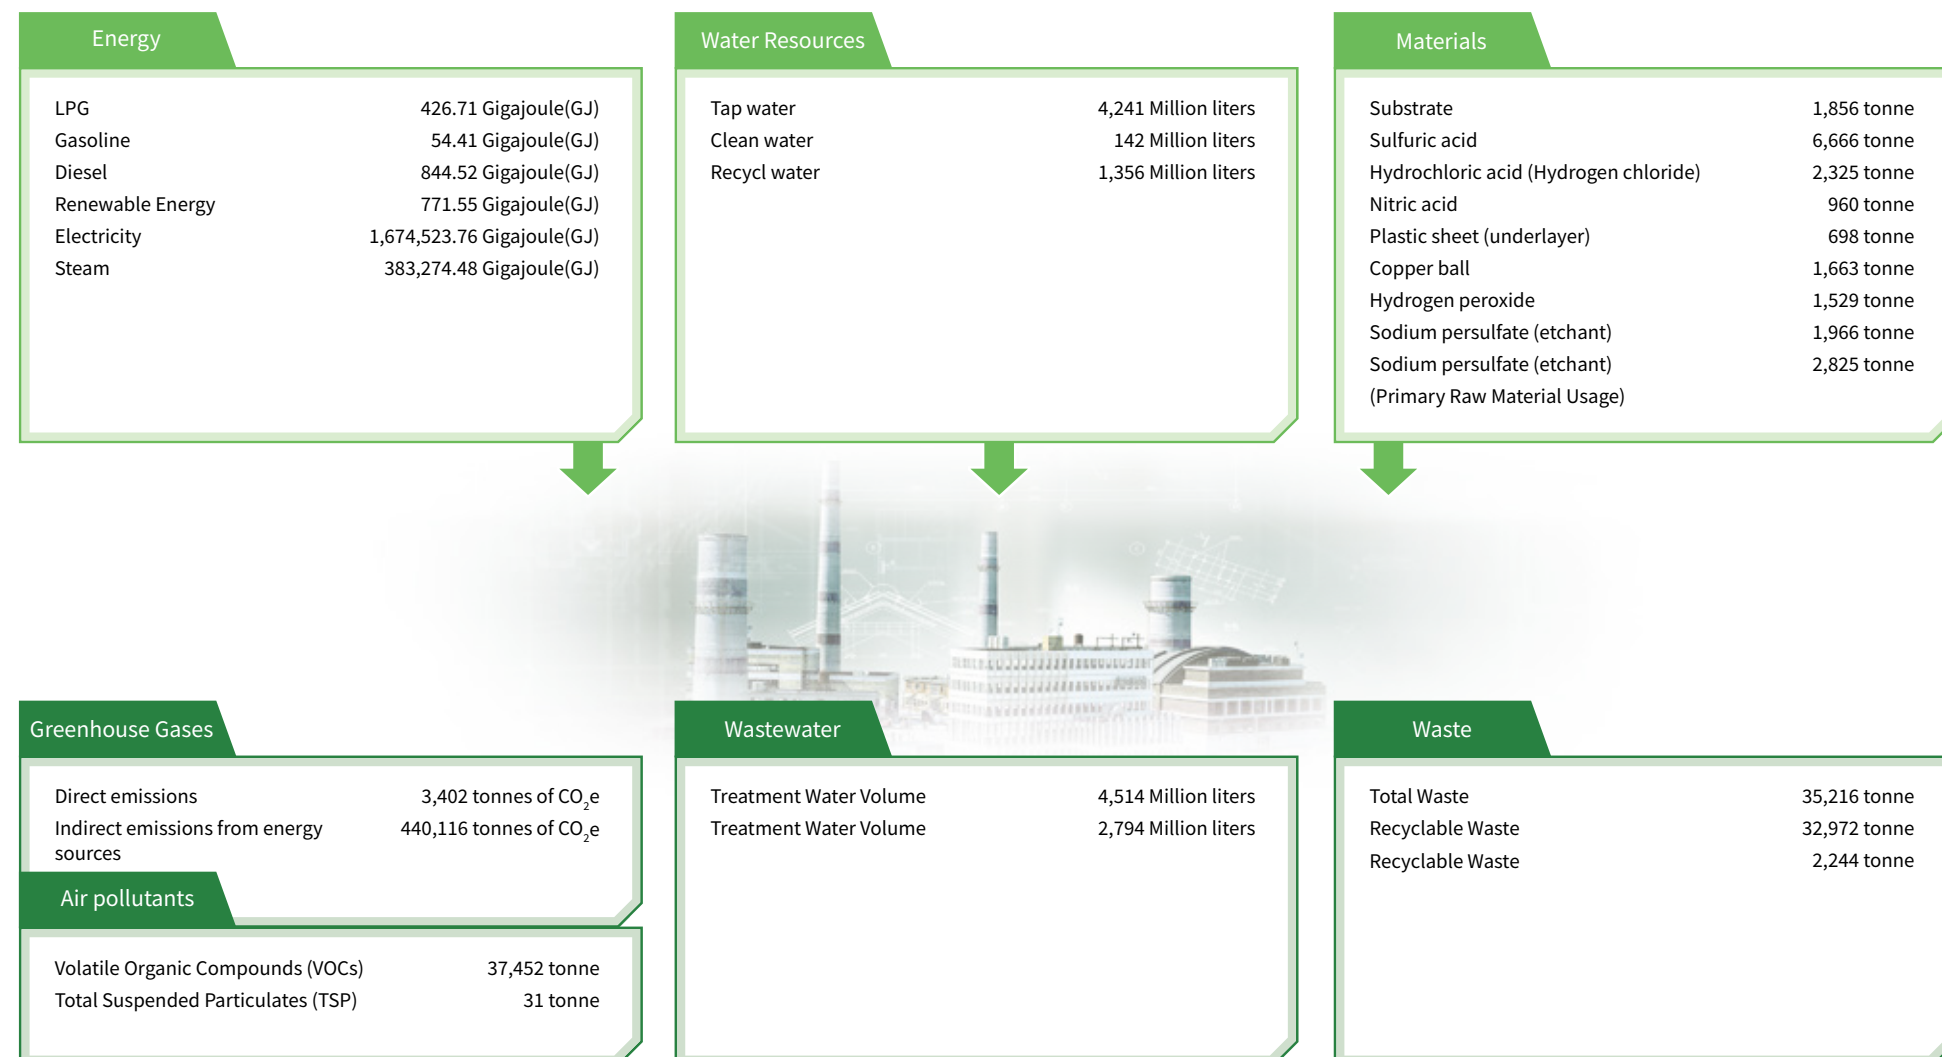 Energy
LPG 426.71 Gigajoule(GJ)
Gasoline 54.41 Gigajoule(GJ)
Diesel 844.52 Gigajoule(GJ)
Renewable Energy 771.55 Gigajoule(GJ)
Electricity 1,674,523.76 Gigajoule(GJ)
Steam 383,274.48 Gigajoule(GJ)
Water Resources
Tap water 4,241 Million liters
Clean water 142 Million liters
Recycl water 1,356 Million liters
Materials
Substrate 1,856 tonne
Sulfuric acid 6,666 tonne
Hydrochloric acid (Hydrogen chloride) 2,325 tonne
Nitric acid 960 tonne
Plastic sheet (underlayer) 698 tonne
Copper ball 1,663 tonne
Hydrogen peroxide 1,529 tonne
Sodium persulfate (etchant) 1,966 tonne
Sodium persulfate (etchant) 2,825 tonne
(Primary Raw Material Usage)
Greenhouse Gases
Direct emissions 3,402 tonnes of CO₂e
Indirect emissions from energy 440,116 tonnes of CO₂e
sources
Air pollutants
Volatile Organic Compounds (VOCs) 37,452 tonne
Total Suspended Particulates (TSP) 31 tonne
Wastewater
Treatment Water Volume 4,514 Million liters
Treatment Water Volume 2,794 Million liters
Waste
Total Waste 35,216 tonne
Recyclable Waste 32,972 tonne
Recyclable Waste 2,244 tonne